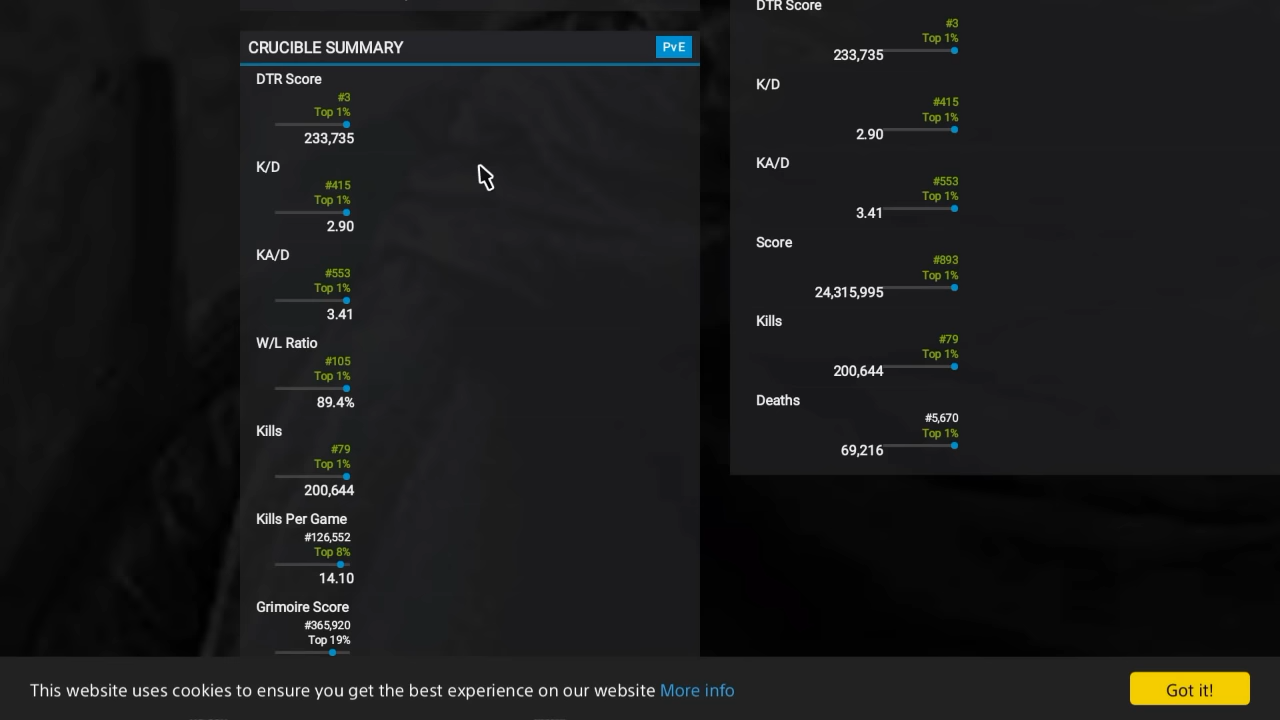 CRUCIBLE SUMMARY
PvE
DTR Score
#3
Top 1%
233,735
K/D
#415
Top 1%
2.90
KA/D
#553
Top 1%
3.41
W/L Ratio
#105
Top 1%
89.4%
Kills
#79
Top 1%
200,644
Kills Per Game
#126,552
Top 8%
14.10
Grimoire Score
#365,920
Top 19%
DTR Score
#3
Top 1%
233,735
K/D
#415
Top 1%
2.90
KA/D
#553
Top 1%
3.41
Score
#893
Top 1%
24,315,995
Kills
#79
Top 1%
200,644
Deaths
#5,670
Top 1%
69,216
This website uses cookies to ensure you get the best experience on our website More info
Got it!